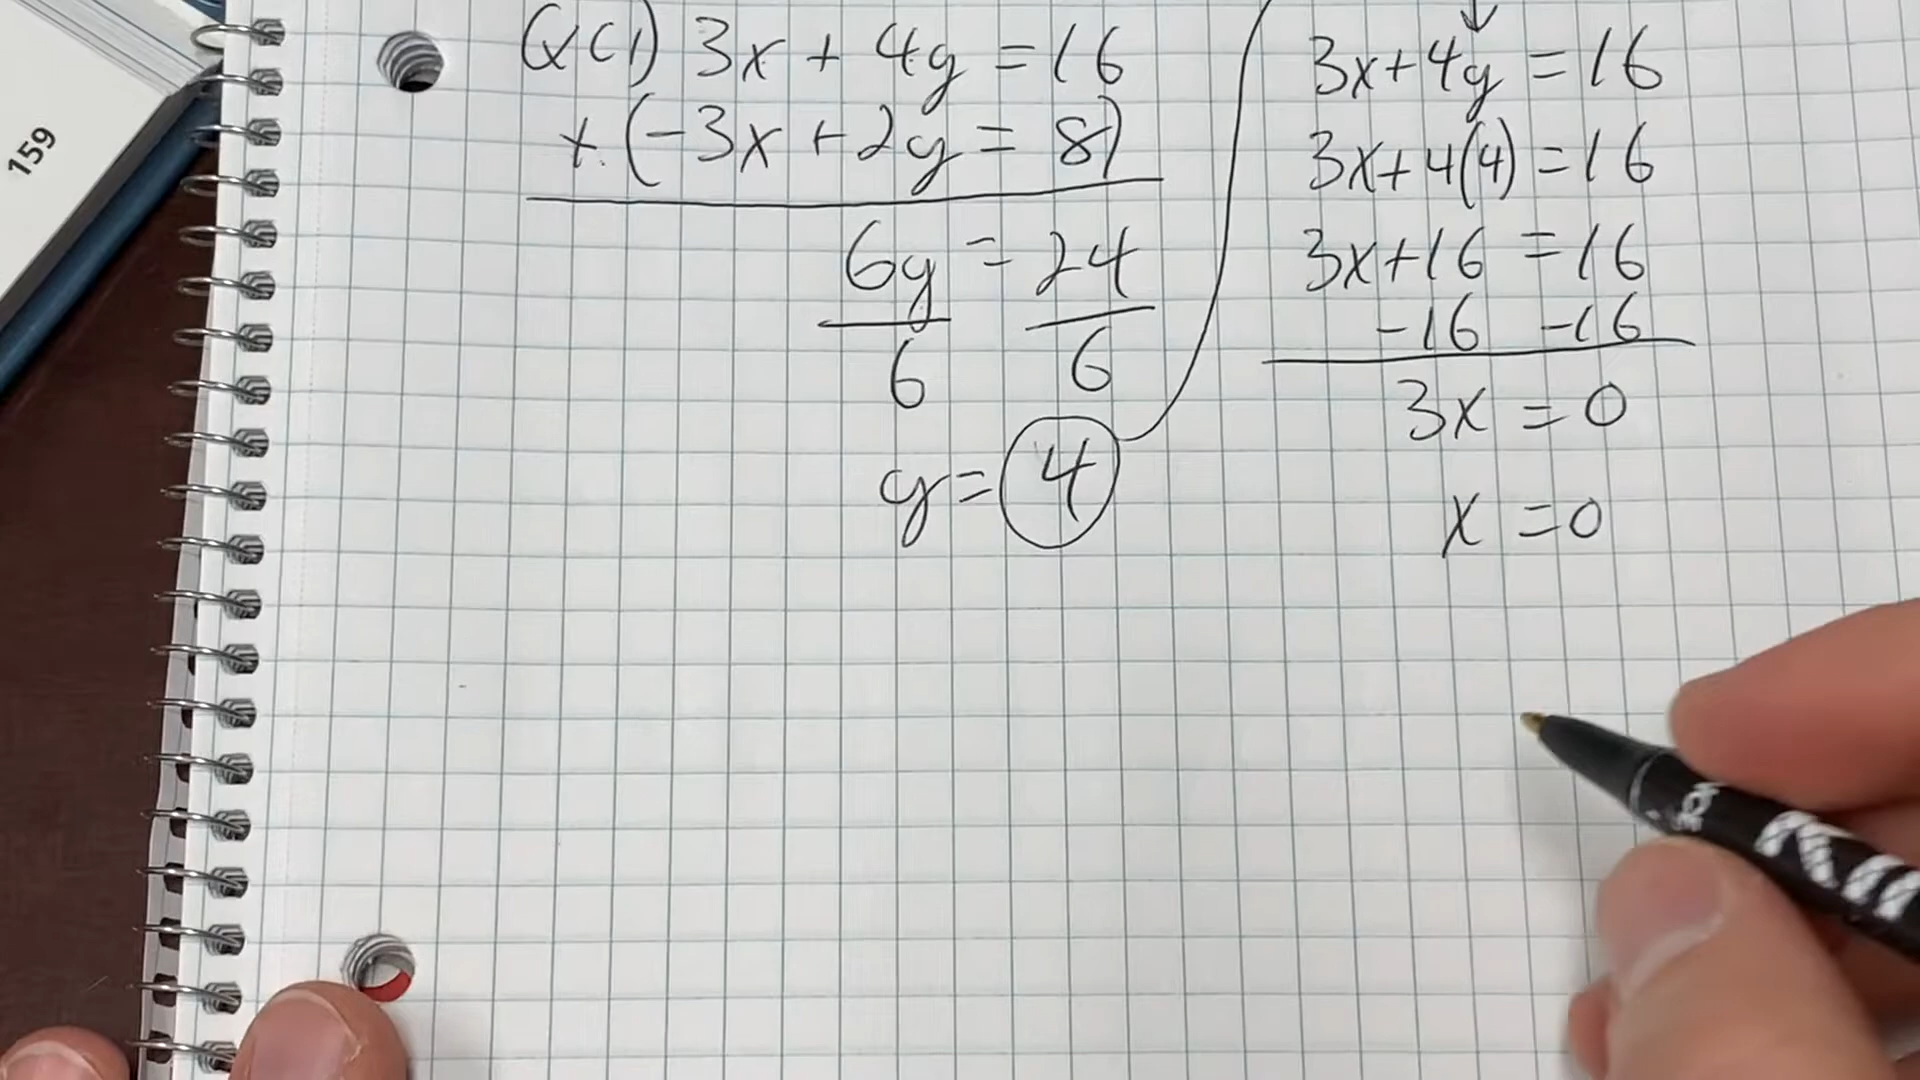 159
QC1) 3x + 4y = 16
+ (-3x + 2y = 8)
6y = 24
6 6
y = 4
3x + 4y = 16
3x + 4(4) = 16
3x + 16 = 16
-16 -16
3x = 0
x = 0